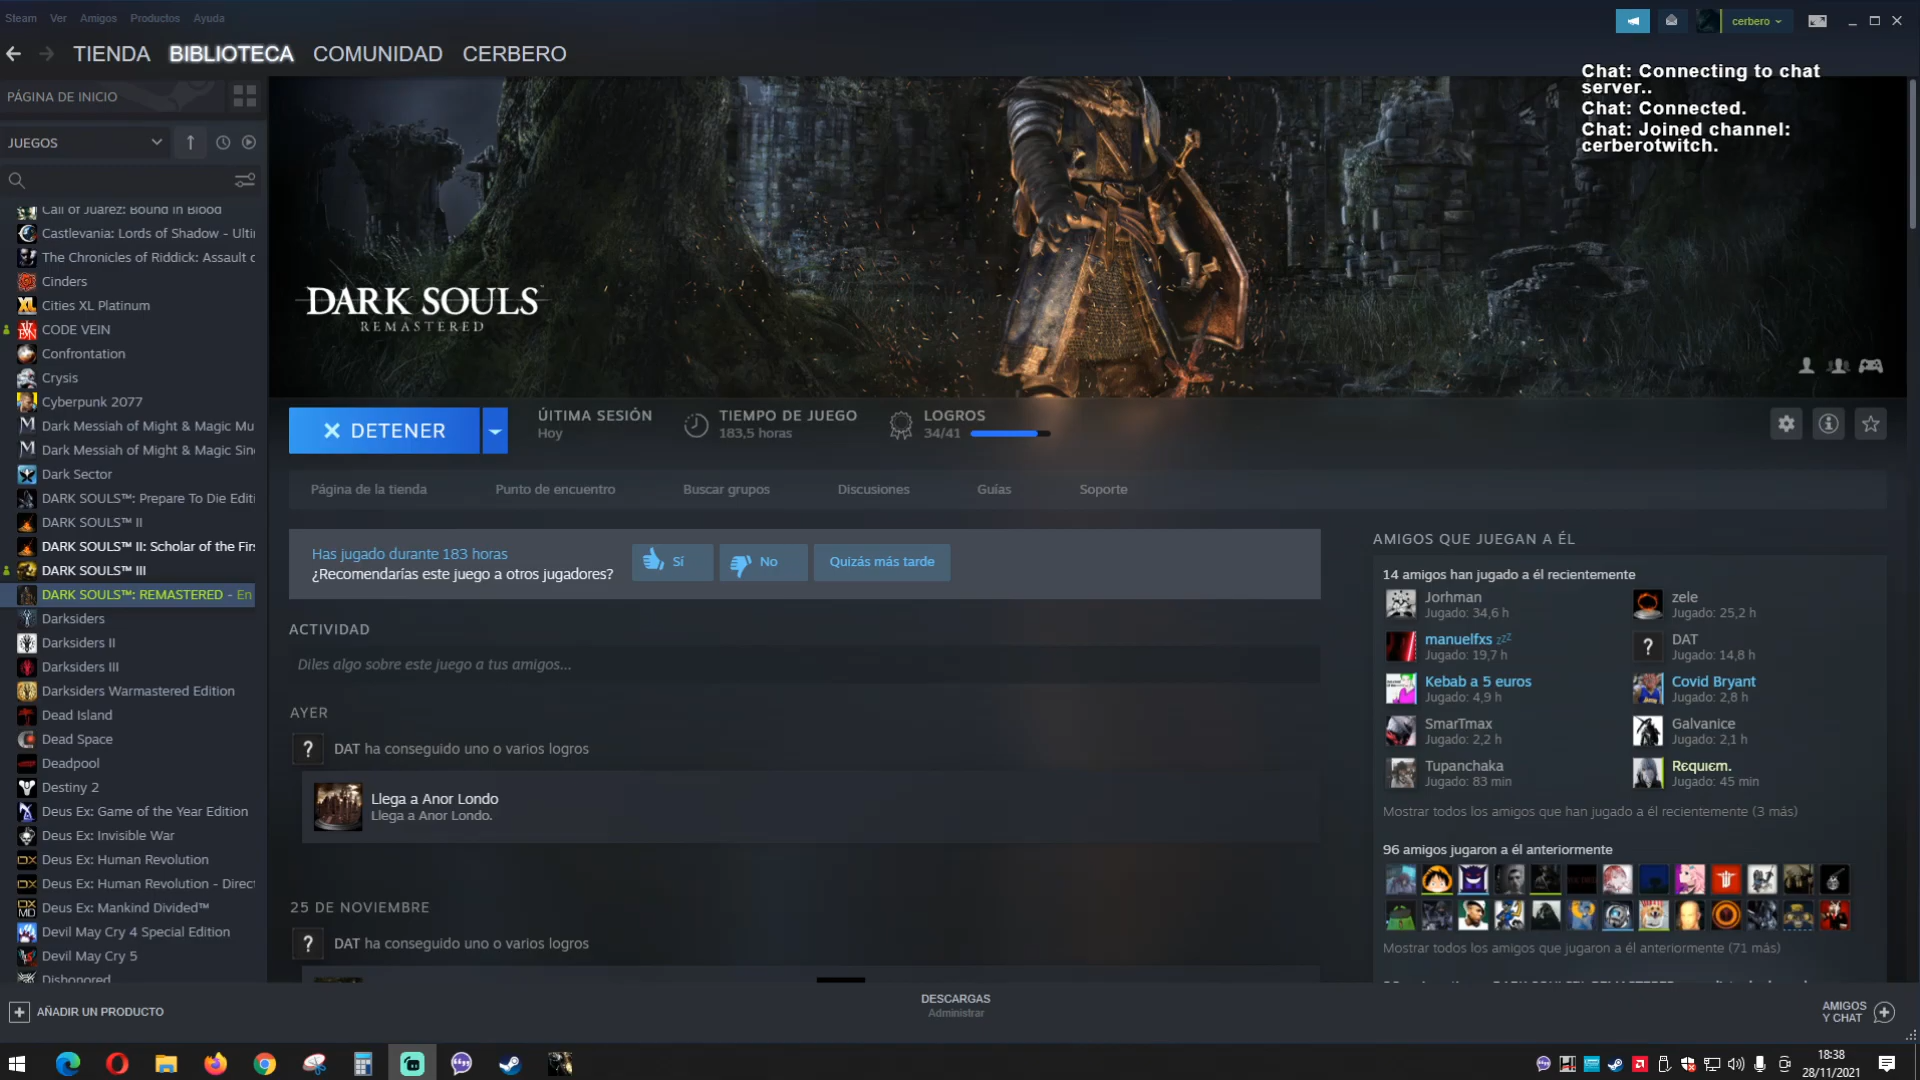 Steam Ver Amigos Productos Ayuda
cerbero
TIENDA BIBLIOTECA COMUNIDAD CERBERO
Chat: Connecting to chat
server..
Chat: Connected.
Chat: Joined channel:
cerberotwitch.
PÁGINA DE INICIO
JUEGOS
Call of Juarez: Bound in Blood
Castlevania: Lords of Shadow - Ulti
The Chronicles of Riddick: Assault o
Cinders
Cities XL Platinum
CODE VEIN
Confrontation
Crysis
Cyberpunk 2077
Dark Messiah of Might & Magic Mu
Dark Messiah of Might & Magic Sin
Dark Sector
DARK SOULS™: Prepare To Die Editi
DARK SOULS™ II
DARK SOULS™ II: Scholar of the Firs
DARK SOULS™ III
DARK SOULS™: REMASTERED - En
Darksiders
Darksiders II
Darksiders III
Darksiders Warmastered Edition
Dead Island
Dead Space
Deadpool
Destiny 2
Deus Ex: Game of the Year Edition
Deus Ex: Invisible War
Deus Ex: Human Revolution
Deus Ex: Human Revolution - Direct
Deus Ex: Mankind Divided™
Devil May Cry 4 Special Edition
Devil May Cry 5
Dishonored
DARK SOULS
REMASTERED
DETENER
ÚLTIMA SESIÓN
Hoy
TIEMPO DE JUEGO
183,5 horas
LOGROS
34/41
Página de la tienda Punto de encuentro Buscar grupos Discusiones Guías Soporte
Has jugado durante 183 horas
¿Recomendarías este juego a otros jugadores?
Sí No Quizás más tarde
ACTIVIDAD
Diles algo sobre este juego a tus amigos...
AYER
? DAT ha conseguido uno o varios logros
Llega a Anor Londo
Llega a Anor Londo.
25 DE NOVIEMBRE
? DAT ha conseguido uno o varios logros
AMIGOS QUE JUEGAN A ÉL
14 amigos han jugado a él recientemente
Jorhman
Jugado: 34,6 h
zele
Jugado: 25,2 h
manuelfxs zzz
Jugado: 19,7 h
? DAT
Jugado: 14,8 h
Kebab a 5 euros
Jugado: 4,9 h
Covid Bryant
Jugado: 2,8 h
SmarTmax
Jugado: 2,2 h
Galvanice
Jugado: 2,1 h
Tupanchaka
Jugado: 83 min
Rєquıєm.
Jugado: 45 min
Mostrar todos los amigos que han jugado a él recientemente (3 más)
96 amigos jugaron a él anteriormente
Mostrar todos los amigos que jugaron a él anteriormente (71 más)
AÑADIR UN PRODUCTO
DESCARGAS
Administrar
AMIGOS
Y CHAT
18:38
28/11/2021